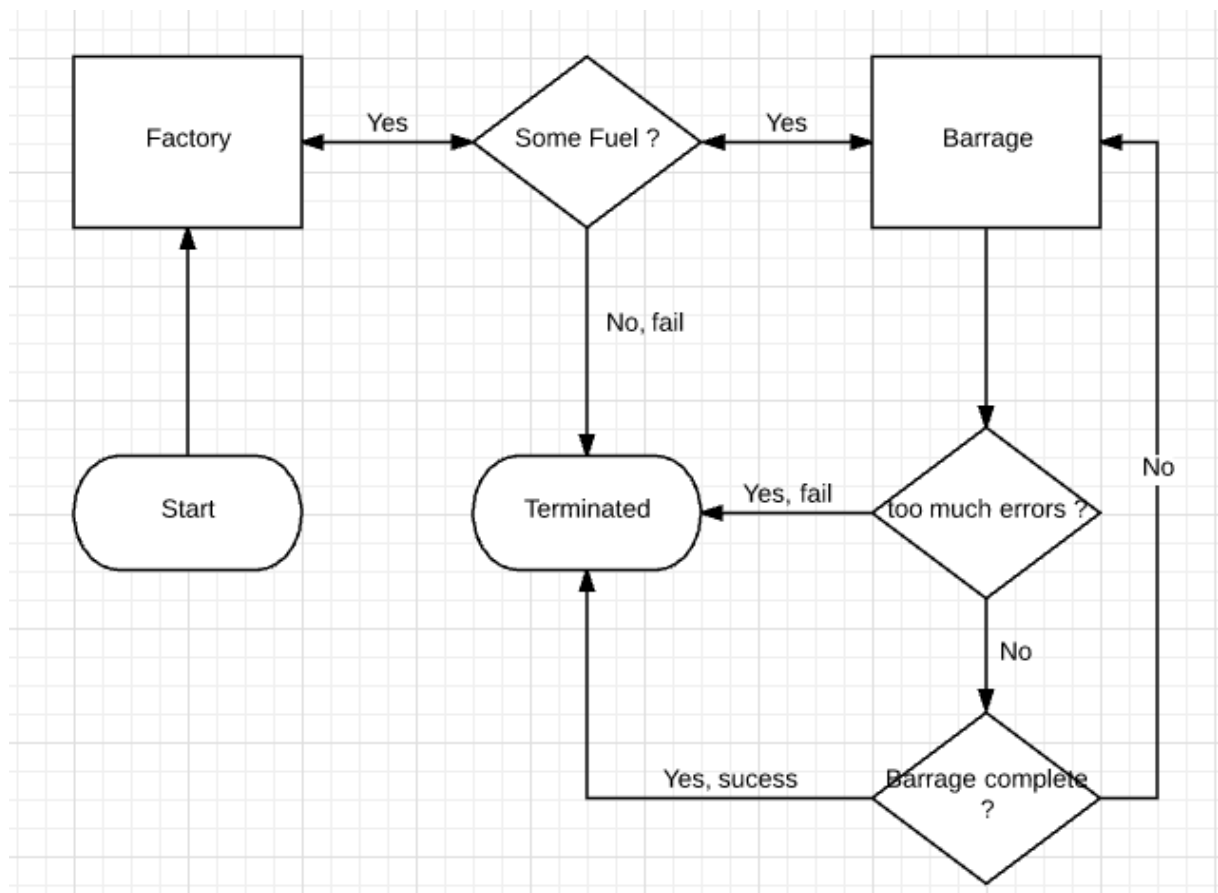 Factory
Yes
Some Fuel ?
Yes
Barrage
No, fail
No
Start
Terminated
Yes, fail
too much errors ?
No
Yes, sucess
Barrage complete
?